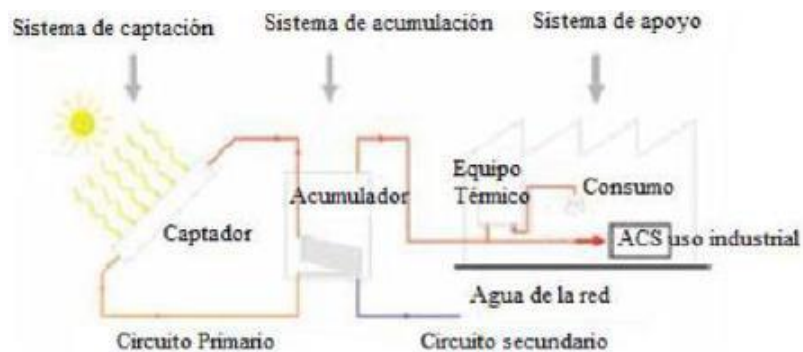 Sistema de captación
Sistema de acumulación
Sistema de apoyo
Equipo
Térmico
Consumo
Acumulador
Captador
ACS uso industrial
Agua de la red
Circuito Primario
Circuito secundario